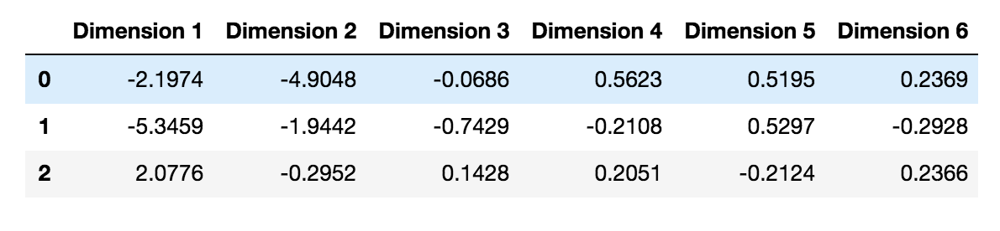 Dimension 1 Dimension 2 Dimension 3 Dimension 4 Dimension 5 Dimension 6
0 -2.1974 -4.9048 -0.0686 0.5623 0.5195 0.2369
1 -5.3459 -1.9442 -0.7429 -0.2108 0.5297 -0.2928
2 2.0776 -0.2952 0.1428 0.2051 -0.2124 0.2366